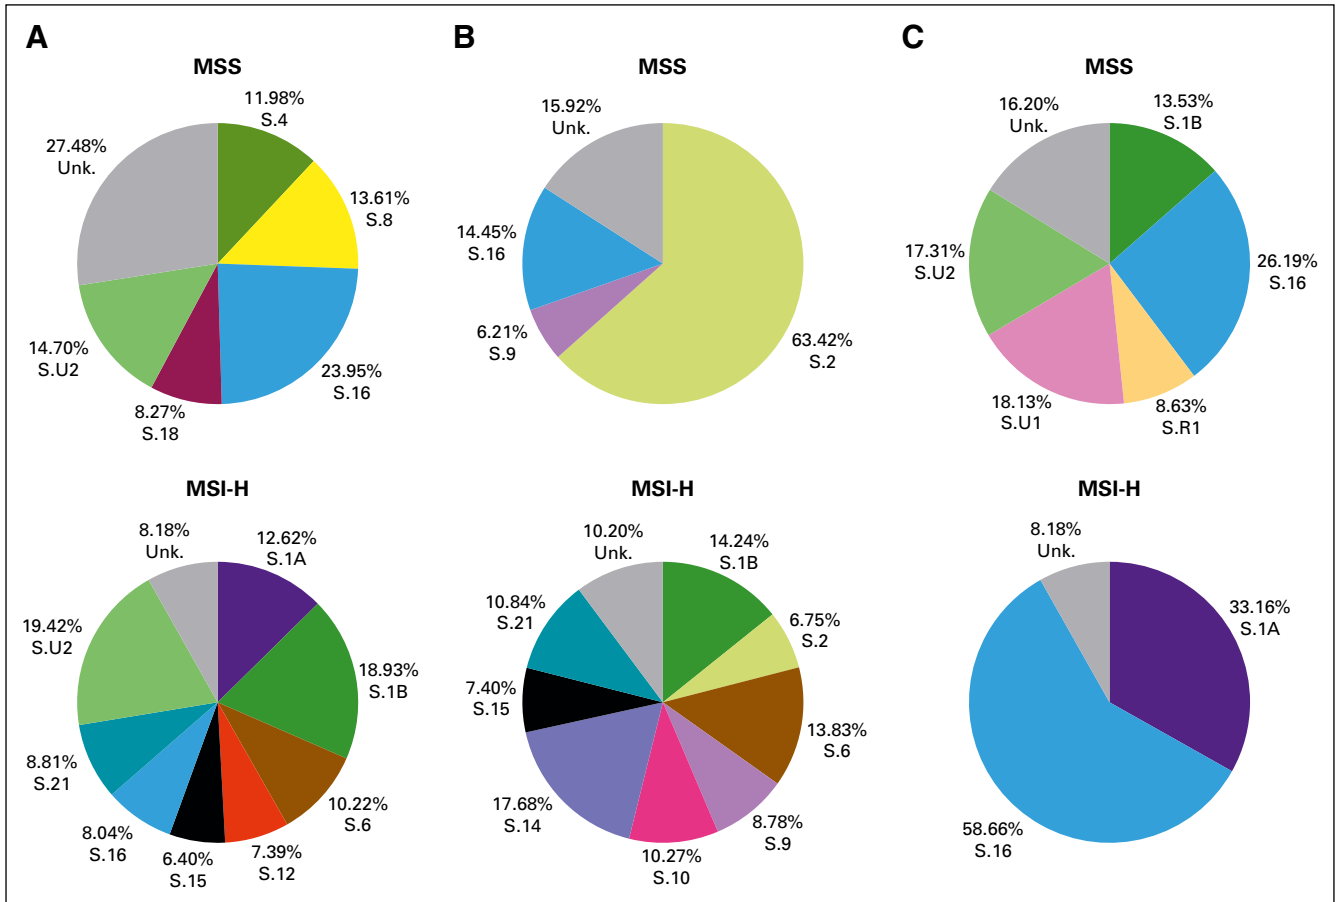 A
MSS
11.98%
S.4
13.61%
S.8
23.95%
S.16
8.27%
S.18
14.70%
S.U2
27.48%
Unk.
MSI-H
12.62%
S.1A
18.93%
S.1B
10.22%
S.6
7.39%
S.12
6.40%
S.15
8.04%
S.16
8.81%
S.21
19.42%
S.U2
8.18%
Unk.
B
MSS
63.42%
S.2
6.21%
S.9
14.45%
S.16
15.92%
Unk.
MSI-H
14.24%
S.1B
6.75%
S.2
13.83%
S.6
8.78%
S.9
10.27%
S.10
17.68%
S.14
7.40%
S.15
10.84%
S.21
10.20%
Unk.
C
MSS
13.53%
S.1B
26.19%
S.16
8.63%
S.R1
18.13%
S.U1
17.31%
S.U2
16.20%
Unk.
MSI-H
33.16%
S.1A
58.66%
S.16
8.18%
Unk.